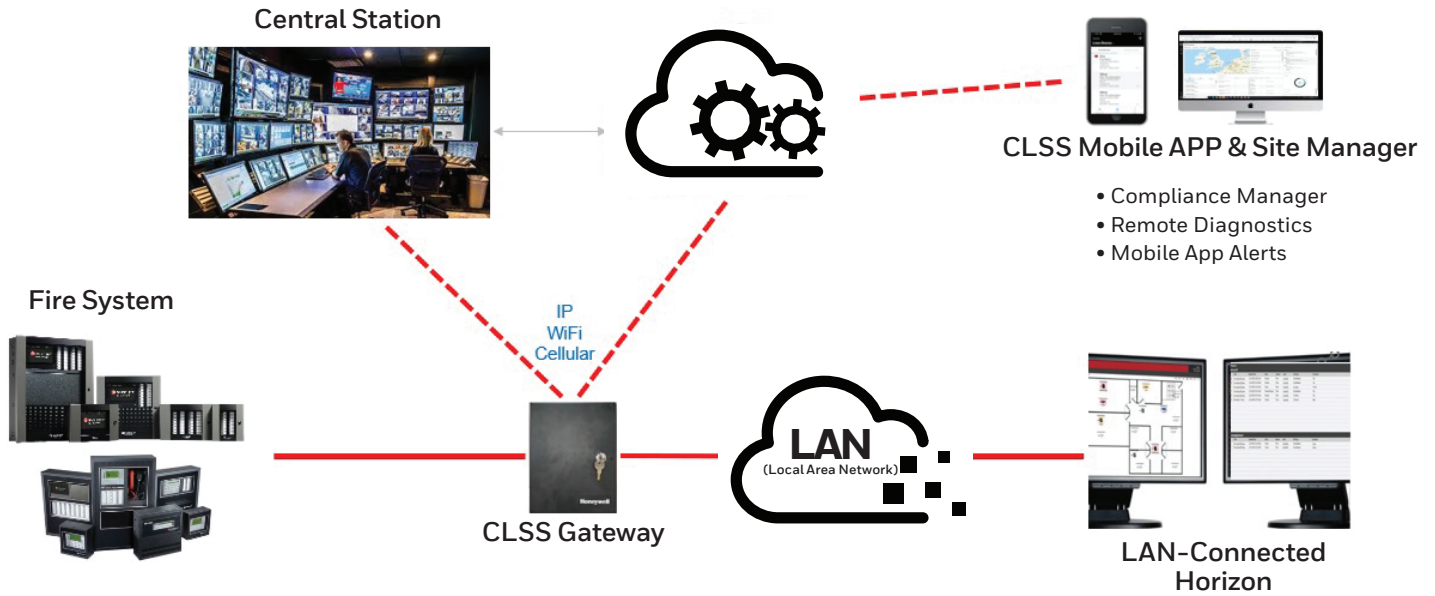 Central Station
CLSS Mobile APP & Site Manager
• Compliance Manager
• Remote Diagnostics
• Mobile App Alerts
Fire System
IP
WiFi
Cellular
LAN
(Local Area Network)
Honeywell
CLSS Gateway
LAN-Connected
Horizon